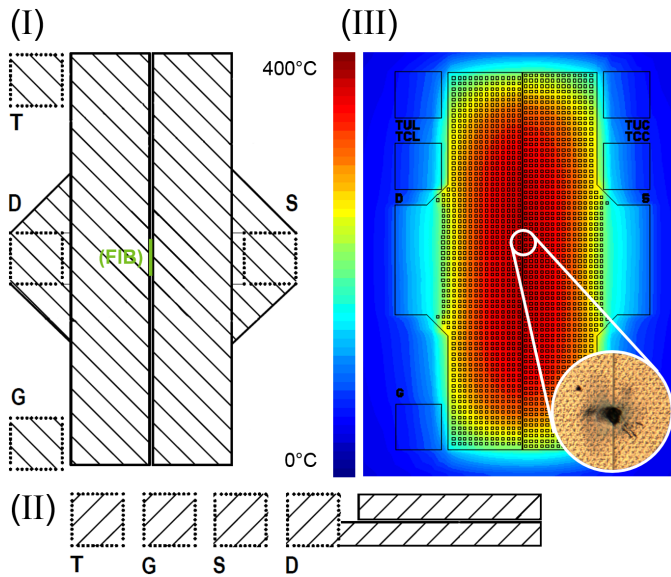 (I)
T
D
S
(FIB)
G
(II)
T
G
S
D
(III)
400°C
0°C
TUL
TCL
TUC
TCC
D
S
G